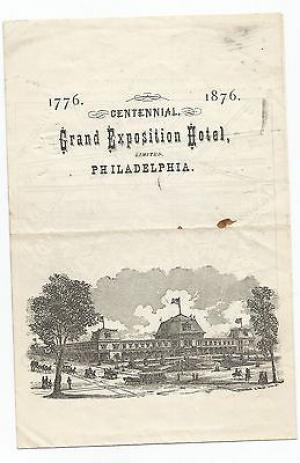 1776. 1876.
CENTENNIAL.
Grand Exposition Hotel,
LIMITED,
PHILADELPHIA.